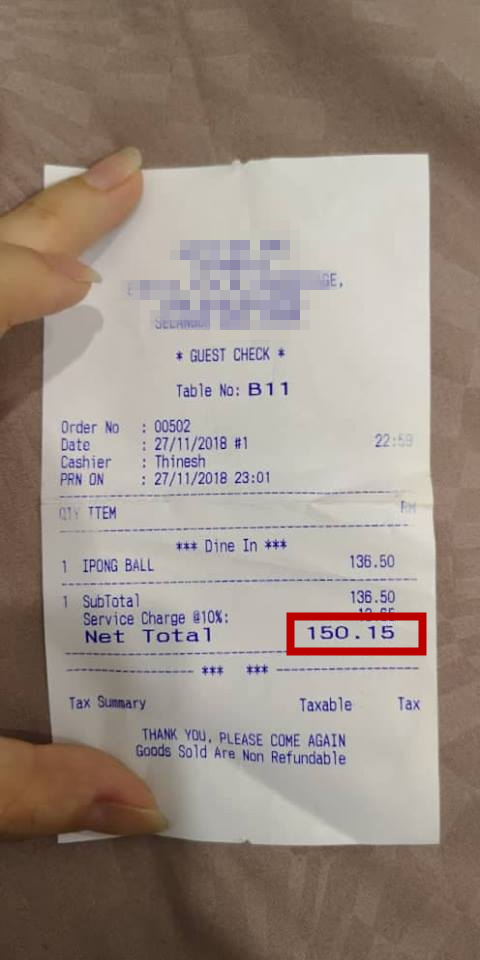 * GUEST CHECK *
Table No: B11
Order No : 00502
Date : 27/11/2018 #1 22:59
Cashier : Thinesh
PRN ON : 27/11/2018 23:01
QTY ITEM RM
*** Dine In ***
1 IPONG BALL 136.50
1 SubTotal 136.50
Service Charge @10%: 13.65
Net Total 150.15
*** ***
Tax Summary Taxable Tax
THANK YOU, PLEASE COME AGAIN
Goods Sold Are Non Refundable